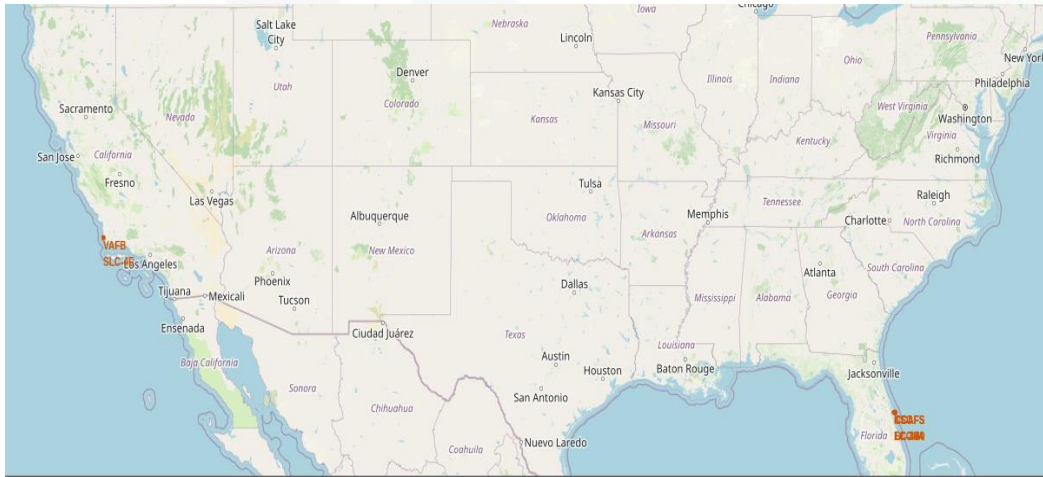 Chicago
Iowa
Nebraska
Salt Lake
City
Lincoln
Pennsylvania
New York
Ohio
Denver
Illinois
Indiana
Utah
Philadelphia
Kansas City
Colorado
Sacramento
Nevada
West Virginia
Washington
Kansas
Missouri
Virginia
Kentucky
San Jose
California
Richmond
Fresno
Tulsa
Las Vegas
Raleigh
Tennessee
Albuquerque
Memphis
Oklahoma
Charlotte
North Carolina
Arkansas
VAFB
Arizona
New Mexico
SLC-4E
Los Angeles
South Carolina
Atlanta
Phoenix
Dallas
Tijuana
Mexicali
Tucson
Mississippi
Alabama
Georgia
Ensenada
Ciudad Juárez
Texas
Louisiana
Austin
Baja California
Baton Rouge
Houston
Jacksonville
Sonora
San Antonio
Chihuahua
Florida
Nuevo Laredo
Coahuila